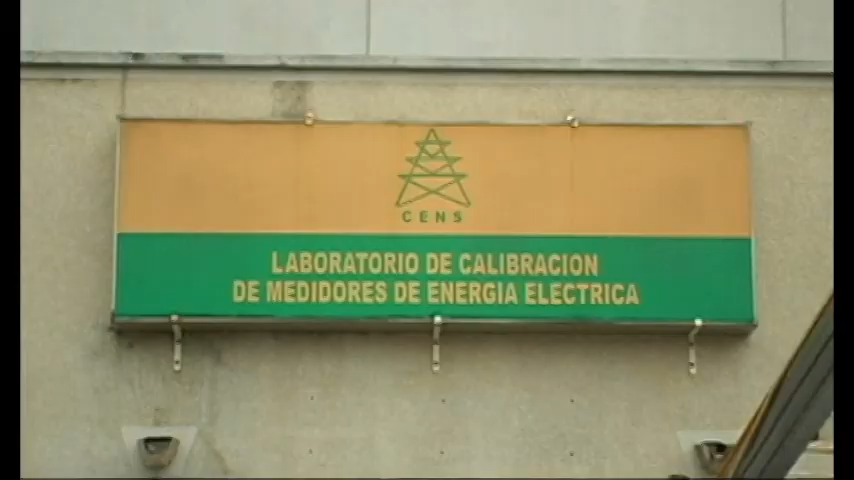 CENS
LABORATORIO DE CALIBRACION
DE MEDIDORES DE ENERGIA ELECTRICA